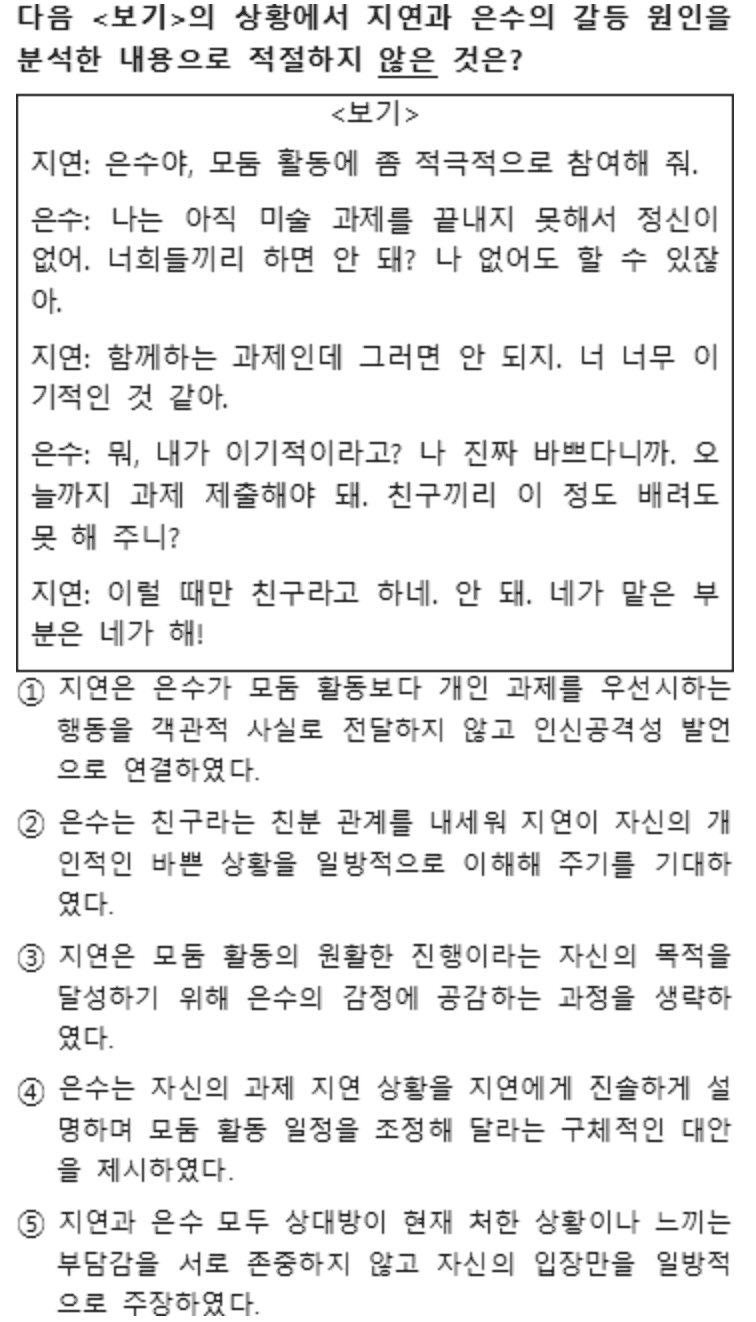 다음 <보기>의 상황에서 지연과 은수의 갈등 원인을
분석한 내용으로 적절하지 않은 것은?
<보기>
지연: 은수야, 모둠 활동에 좀 적극적으로 참여해 줘.
은수: 나는 아직 미술 과제를 끝내지 못해서 정신이
없어. 너희들끼리 하면 안 돼? 나 없어도 할 수 있잖
아.
지연: 함께하는 과제인데 그러면 안 되지. 너 너무 이
기적인 것 같아.
은수: 뭐, 내가 이기적이라고? 나 진짜 바쁘다니까. 오
늘까지 과제 제출해야 돼. 친구끼리 이 정도 배려도
못 해 주니?
지연: 이럴 때만 친구라고 하네. 안 돼. 네가 맡은 부
분은 네가 해!
① 지연은 은수가 모둠 활동보다 개인 과제를 우선시하는
행동을 객관적 사실로 전달하지 않고 인신공격성 발언
으로 연결하였다.
② 은수는 친구라는 친분 관계를 내세워 지연이 자신의 개
인적인 바쁜 상황을 일방적으로 이해해 주기를 기대하
였다.
③ 지연은 모둠 활동의 원활한 진행이라는 자신의 목적을
달성하기 위해 은수의 감정에 공감하는 과정을 생략하
였다.
④ 은수는 자신의 과제 지연 상황을 지연에게 진솔하게 설
명하며 모둠 활동 일정을 조정해 달라는 구체적인 대안
을 제시하였다.
⑤ 지연과 은수 모두 상대방이 현재 처한 상황이나 느끼는
부담감을 서로 존중하지 않고 자신의 입장만을 일방적
으로 주장하였다.